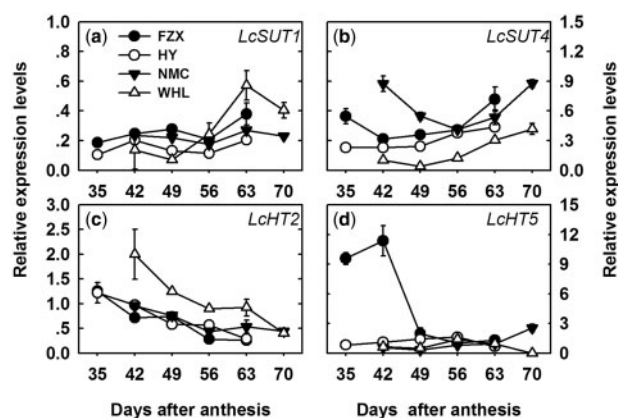 (a) LcSUT1
FZX
HY
NMC
WHL
1.0
.8
.6
.4
.2
0.0
35 42 49 56 63 70
(b) LcSUT4
1.5
1.2
.9
.6
.3
0.0
35 42 49 56 63 70
(c) LcHT2
3.0
2.5
2.0
1.5
1.0
.5
0.0
35 42 49 56 63 70
(d) LcHT5
15
12
9
6
3
0
35 42 49 56 63 70
Relative expression levels
Relative expression levels
Days after anthesis
Days after anthesis